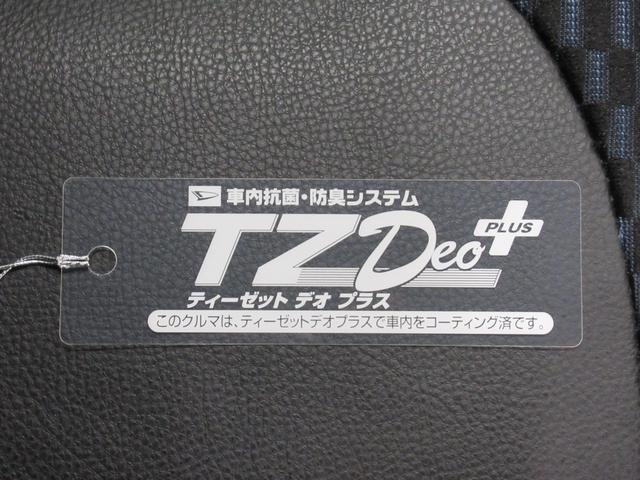 車内抗菌・防臭システム
TZ Deo PLUS
ティーゼット デオ プラス
このクルマは、ティーゼットデオプラスで車内をコーティング済です。